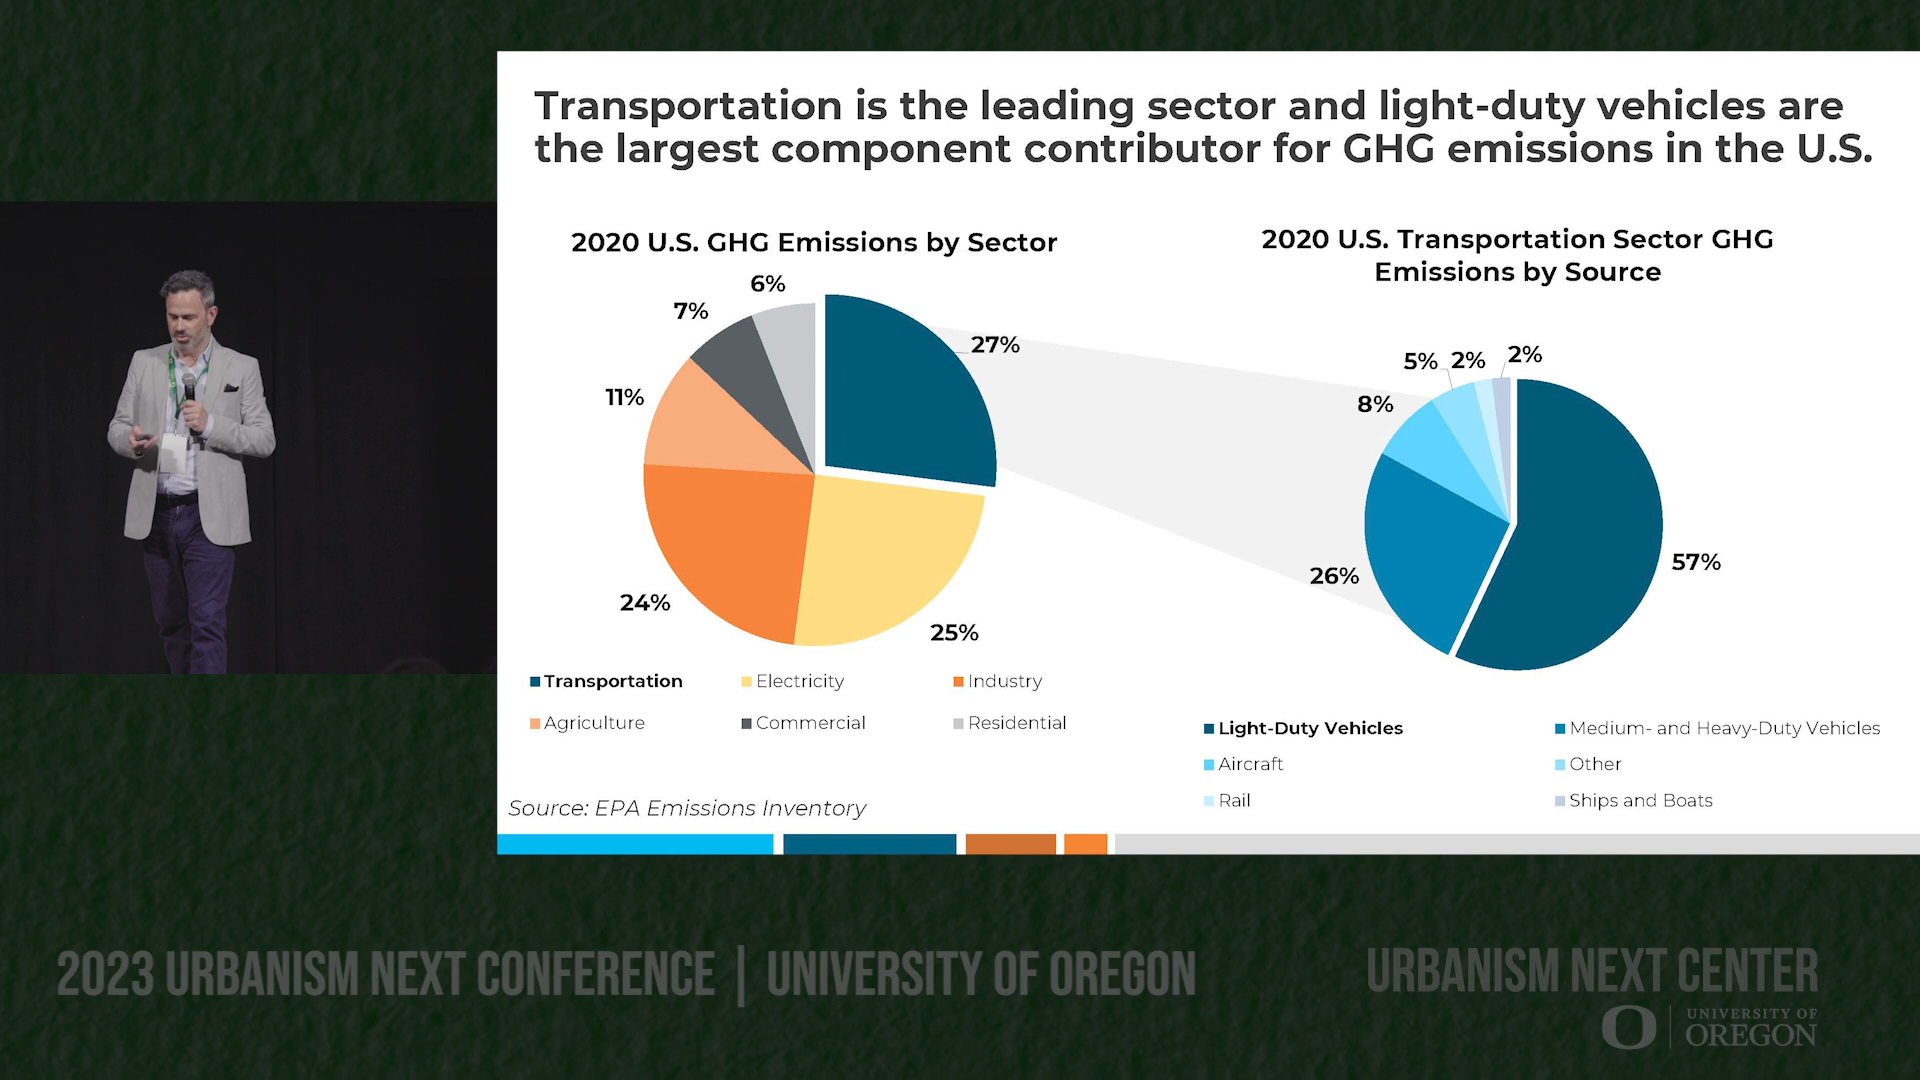 Transportation is the leading sector and light-duty vehicles are
the largest component contributor for GHG emissions in the U.S.
2020 U.S. GHG Emissions by Sector
6%
7%
27%
11%
24%
25%
Transportation
Electricity
Industry
Agriculture
Commercial
Residential
Source: EPA Emissions Inventory
2020 U.S. Transportation Sector GHG
Emissions by Source
5%
2%
2%
8%
26%
57%
Light-Duty Vehicles
Medium- and Heavy-Duty Vehicles
Aircraft
Other
Rail
Ships and Boats
2023 URBANISM NEXT CONFERENCE | UNIVERSITY OF OREGON
URBANISM NEXT CENTER
O UNIVERSITY OF
OREGON